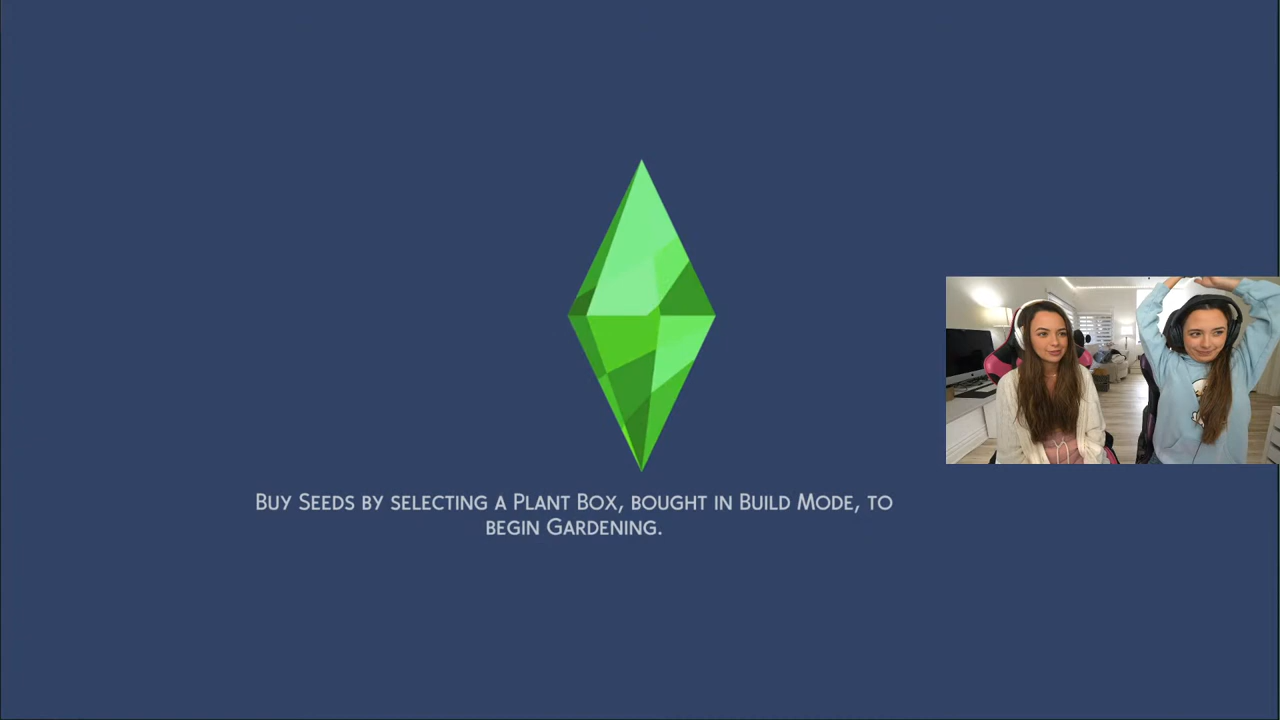 Buy Seeds by selecting a Plant Box, bought in Build Mode, to
begin Gardening.